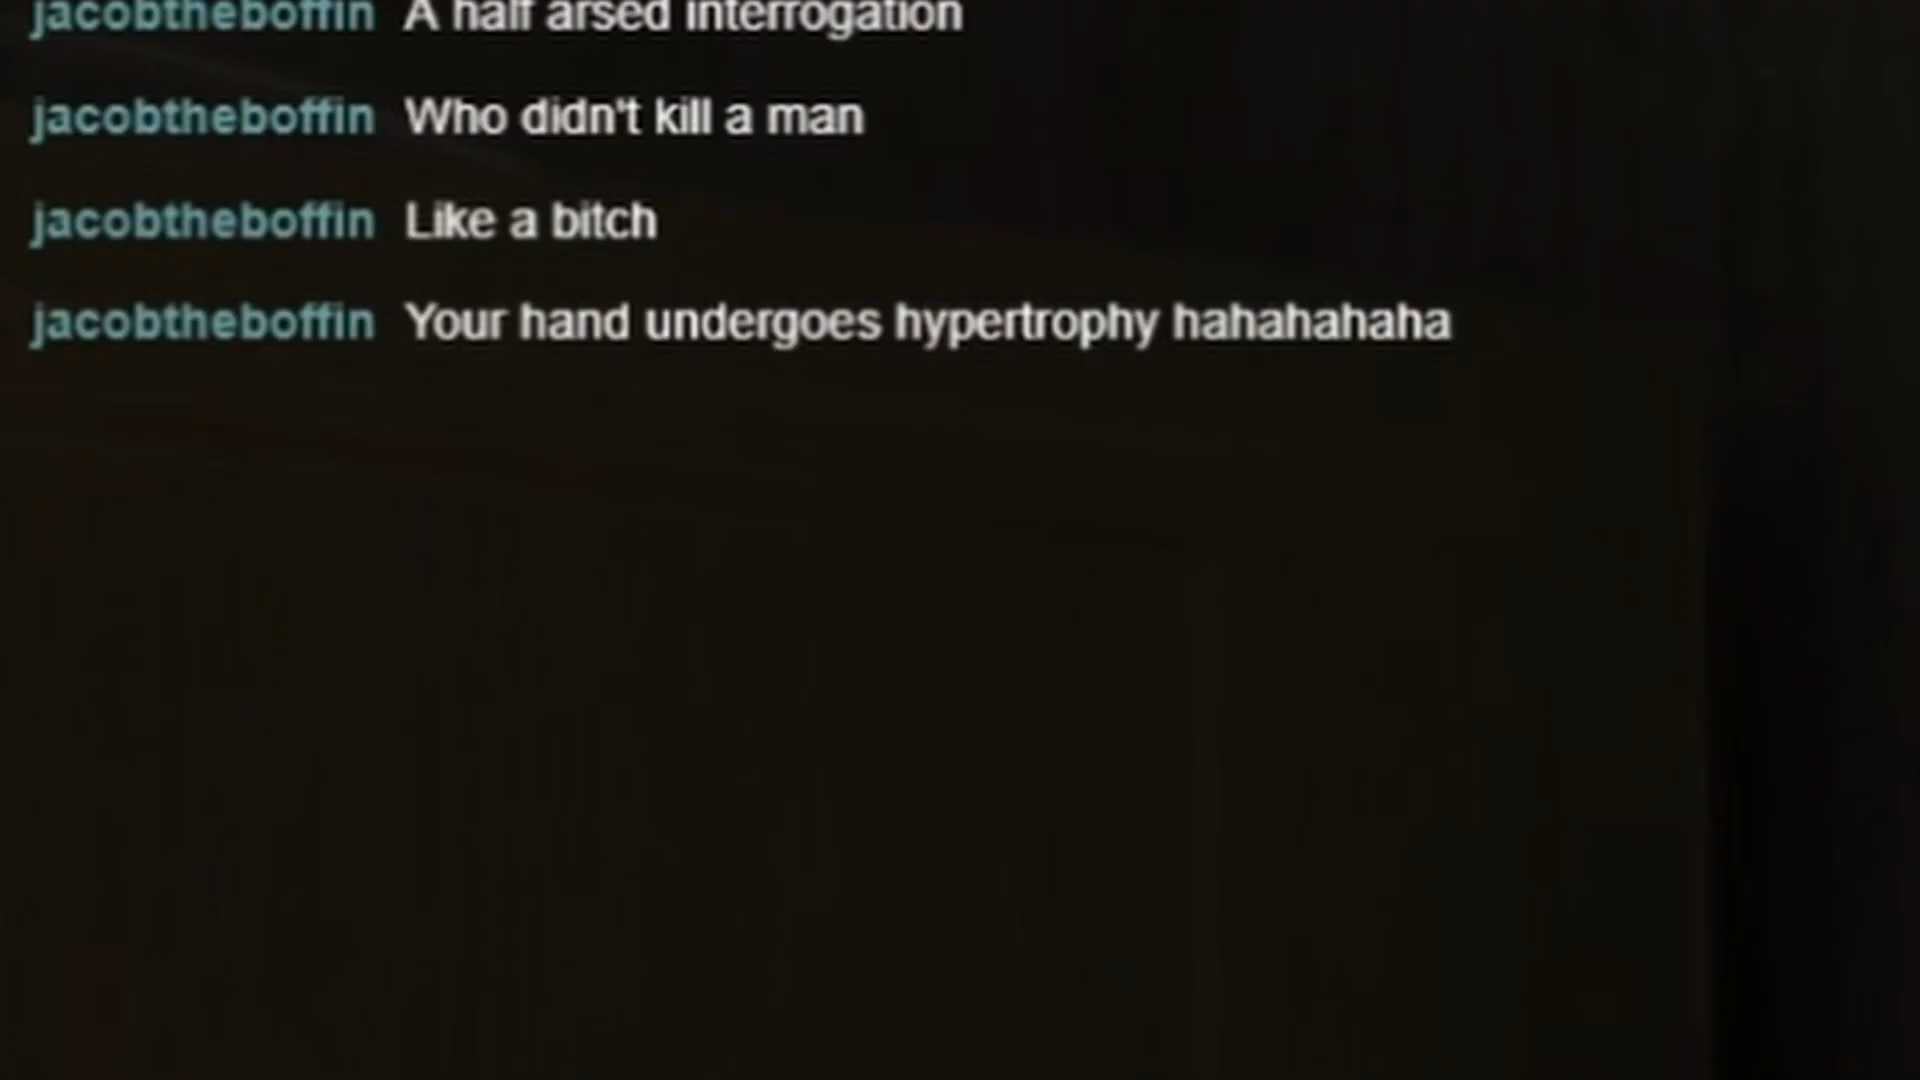 jacobtheboffin A half arsed interrogation
jacobtheboffin Who didn't kill a man
jacobtheboffin Like a bitch
jacobtheboffin Your hand undergoes hypertrophy hahahahaha